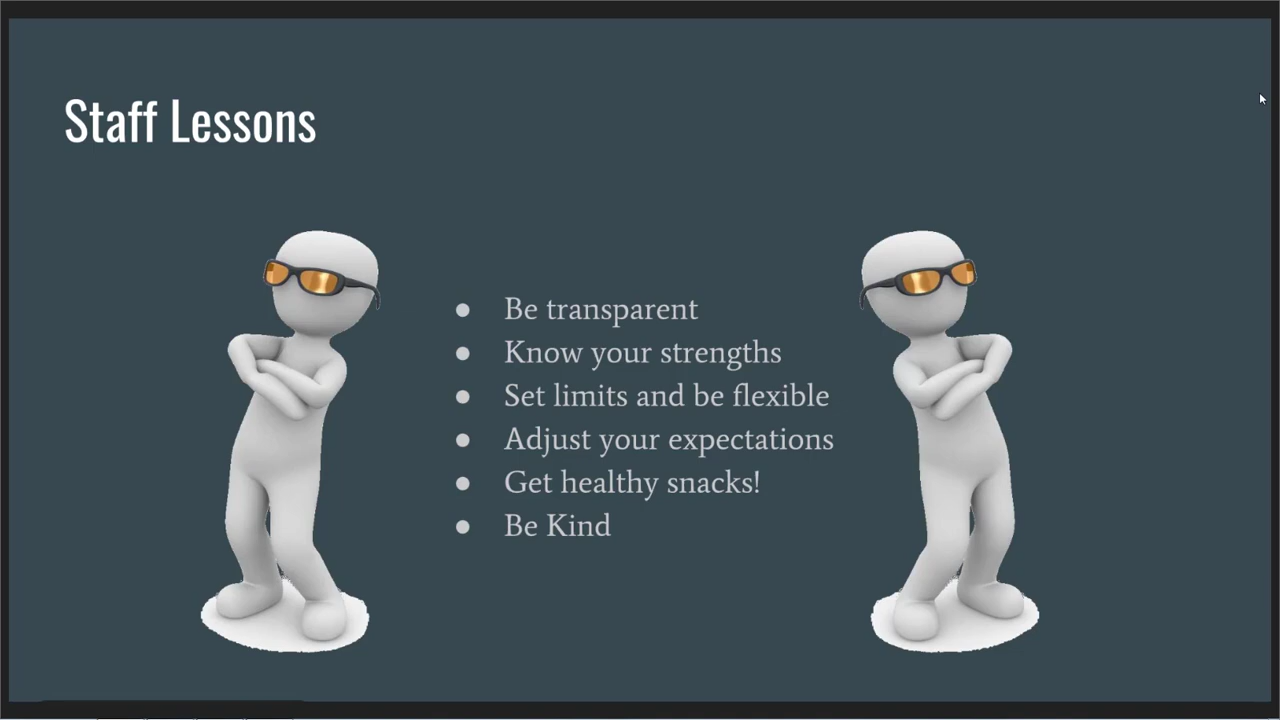 Staff Lessons
● Be transparent
● Know your strengths
● Set limits and be flexible
● Adjust your expectations
● Get healthy snacks!
● Be Kind